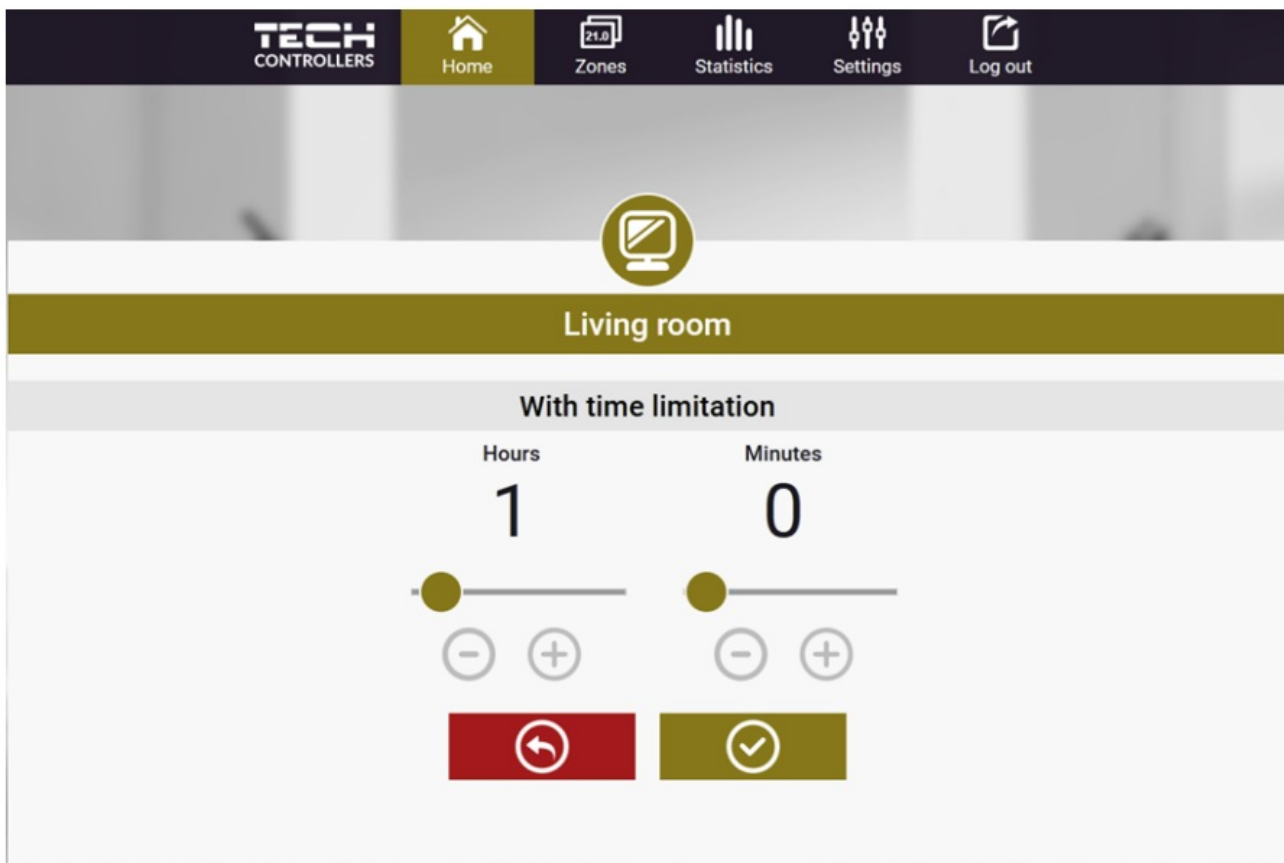 TECH
CONTROLLERS
Home
21.0
Zones
Statistics
Settings
Log out
Living room
With time limitation
Hours
Minutes
1
0